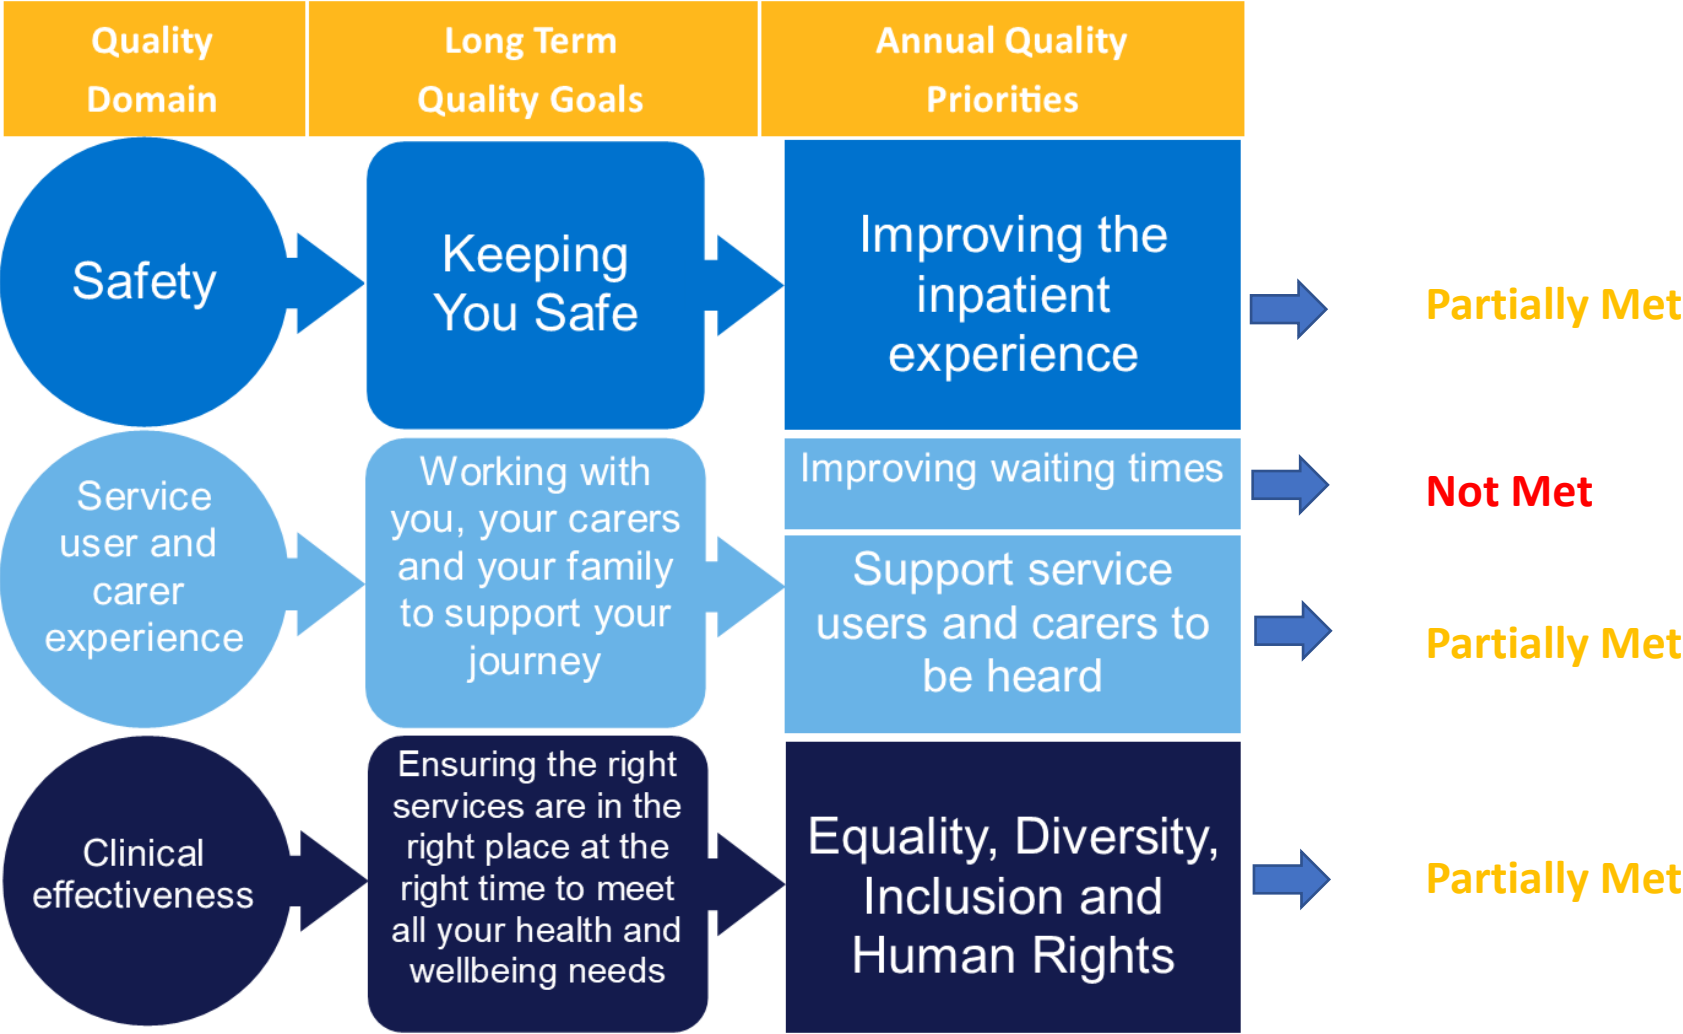 Quality
Domain
Long Term
Quality Goals
Annual Quality
Priorities
Safety
Keeping
You Safe
Improving the
inpatient
experience
Partially Met
Service
user and
carer
experience
Working with
you, your carers
and your family
to support your
journey
Improving waiting times
Not Met
Support service
users and carers to
be heard
Partially Met
Clinical
effectiveness
Ensuring the right
services are in the
right place at the
right time to meet
all your health and
wellbeing needs
Equality, Diversity,
Inclusion and
Human Rights
Partially Met